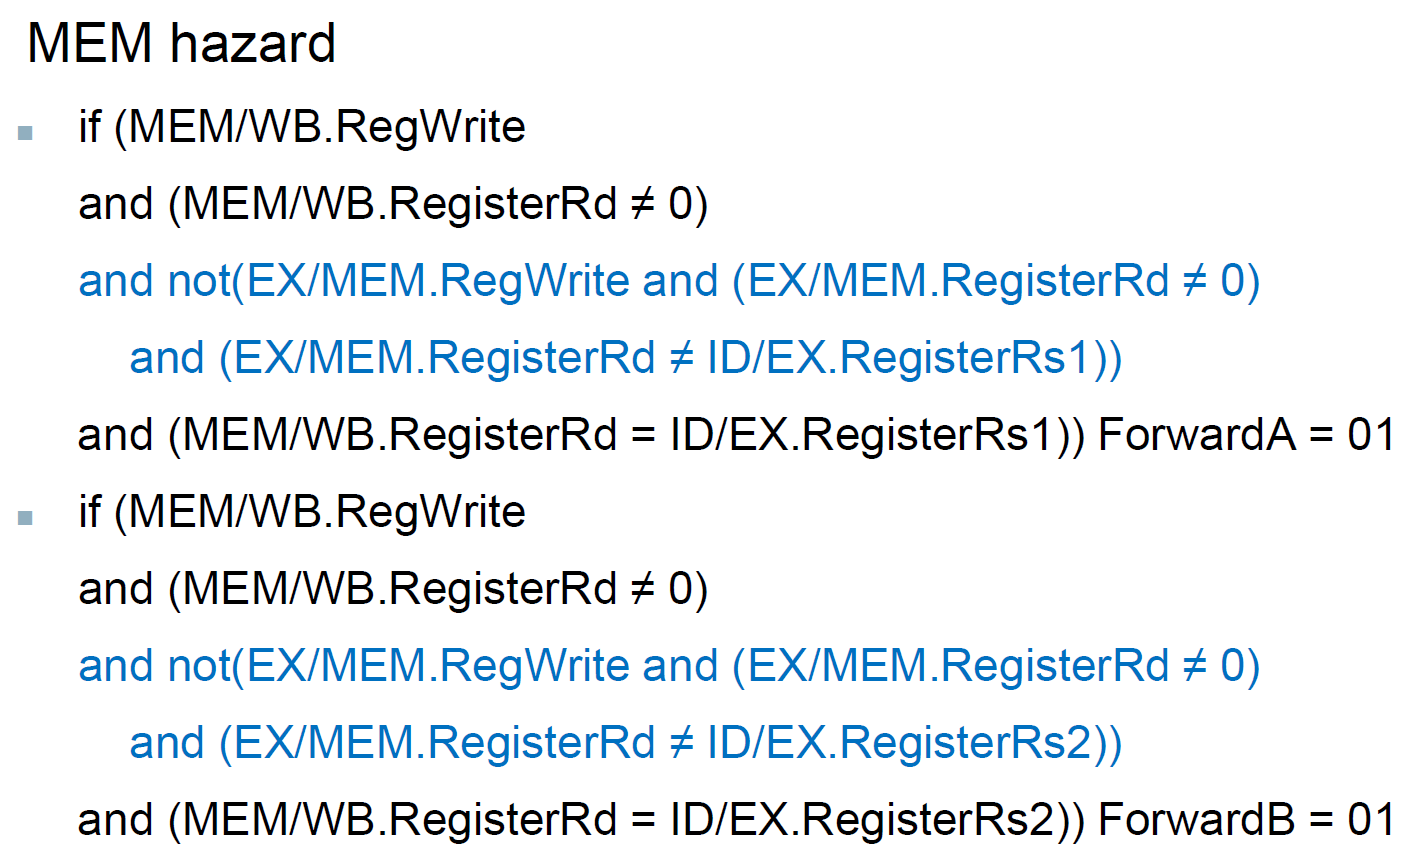 MEM hazard
if (MEM/WB.RegWrite
and (MEM/WB.RegisterRd ≠ 0)
and not(EX/MEM.RegWrite and (EX/MEM.RegisterRd ≠ 0)
and (EX/MEM.RegisterRd ≠ ID/EX.RegisterRs1))
and (MEM/WB.RegisterRd = ID/EX.RegisterRs1)) ForwardA = 01
if (MEM/WB.RegWrite
and (MEM/WB.RegisterRd ≠ 0)
and not(EX/MEM.RegWrite and (EX/MEM.RegisterRd ≠ 0)
and (EX/MEM.RegisterRd ≠ ID/EX.RegisterRs2))
and (MEM/WB.RegisterRd = ID/EX.RegisterRs2)) ForwardB = 01